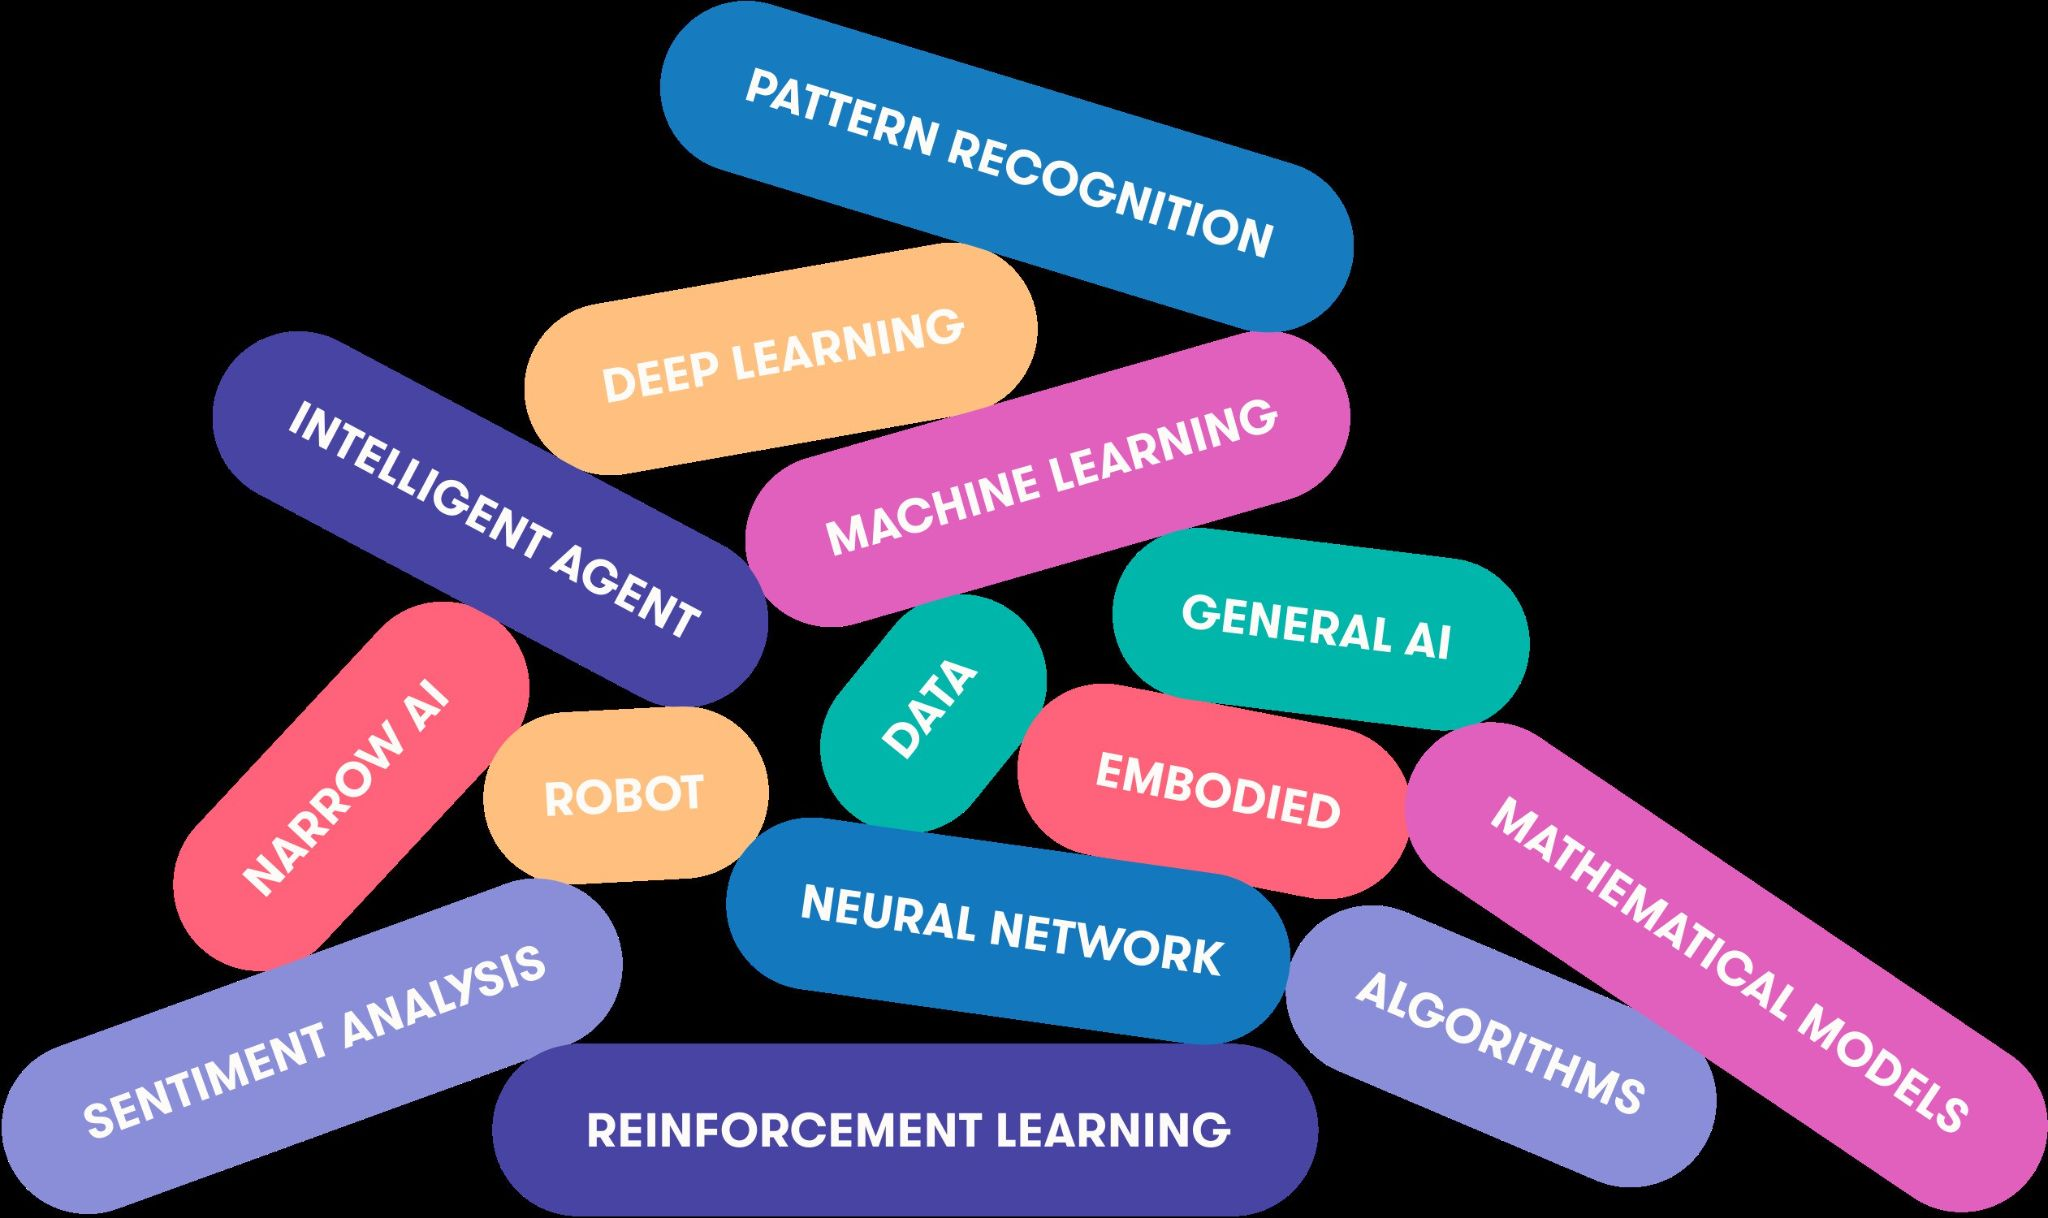 PATTERN RECOGNITION
DEEP LEARNING
INTELLIGENT AGENT
MACHINE LEARNING
GENERAL AI
NARROW AI
DATA
ROBOT
EMBODIED
MATHEMATICAL MODELS
NEURAL NETWORK
ALGORITHMS
SENTIMENT ANALYSIS
REINFORCEMENT LEARNING